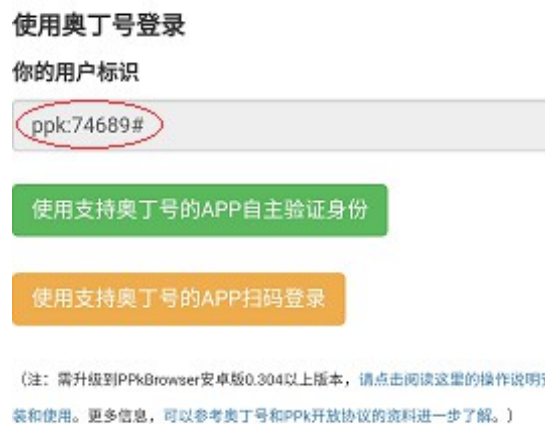 使用奥丁号登录
你的用户标识
ppk:74689#
使用支持奥丁号的APP自主验证身份
使用支持奥丁号的APP扫码登录
（注：需升级到PPkBrowser安卓版0.304以上版本，请点击阅读这里的操作说明
装和使用。更多信息，可以参考奥丁号和PPk开放协议的资料进一步了解。）